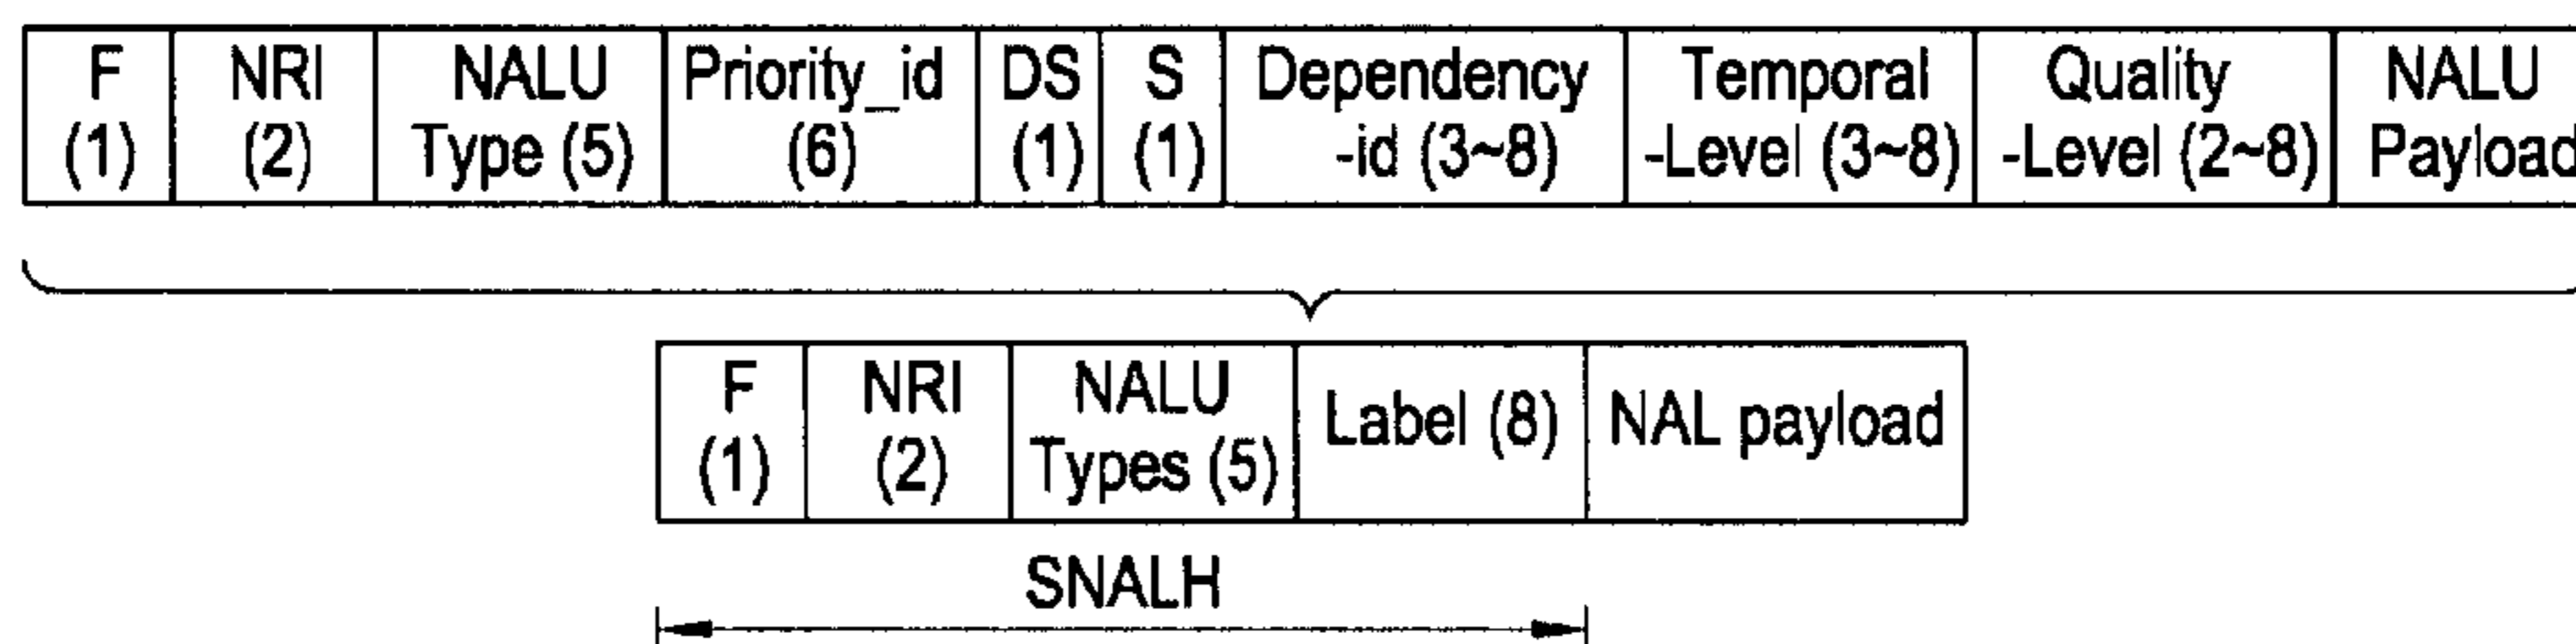 F NRI NALU Priority_id DS S Dependency Temporal Quality NALU
(1) (2) Type (5) (6) (1) (1) -id (3~8) -Level (3~8) -Level (2~8) Payload
F NRI NALU Label (8) NAL payload
(1) (2) Types (5)
SNALH